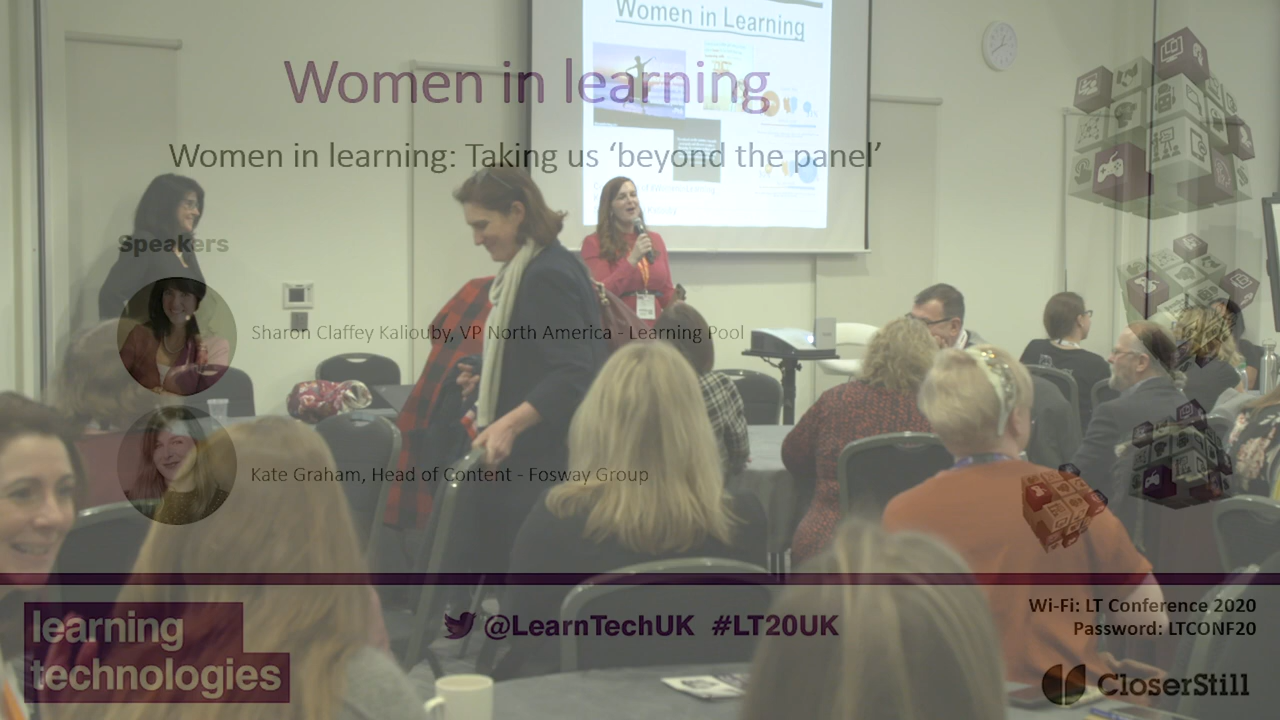 Women in Learning
Women in learning
Women in learning: Taking us ‘beyond the panel’
Speakers
Sharon Claffey Kaliouby, VP North America - Learning Pool
Kate Graham, Head of Content - Fosway Group
learning
technologies
@LearnTechUK #LT20UK
Wi-Fi: LT Conference 2020
Password: LTCONF20
CloserStill